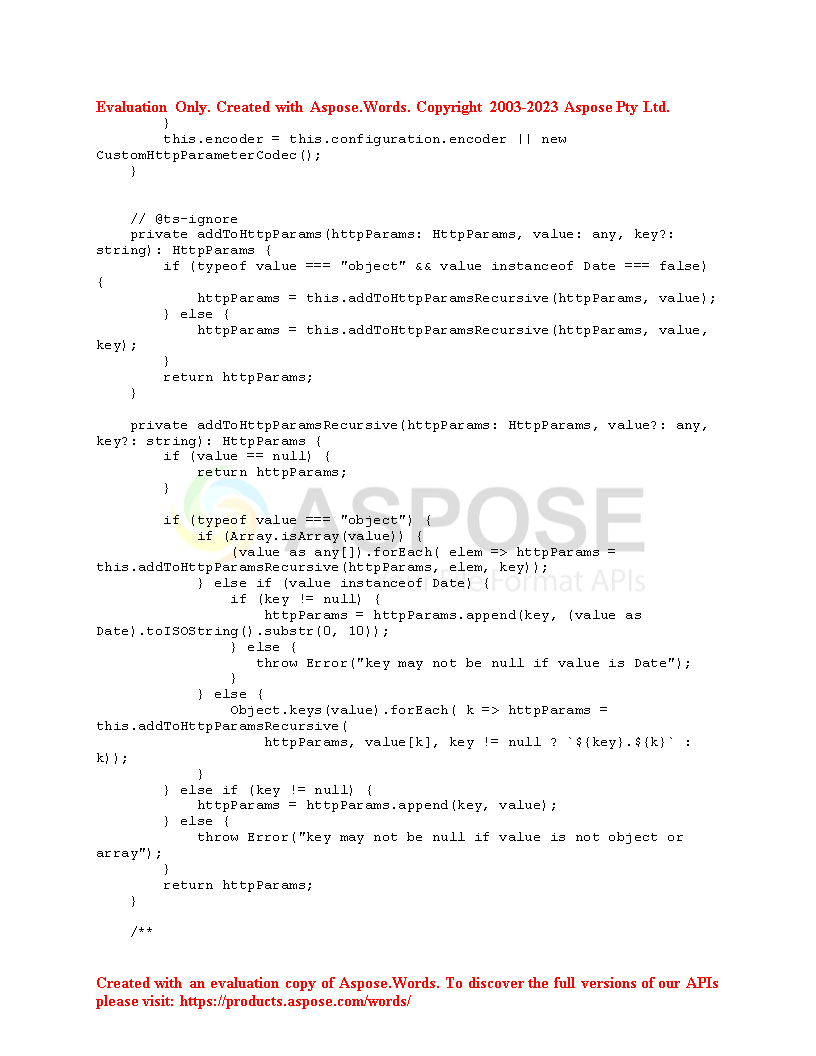 Evaluation Only. Created with Aspose.Words. Copyright 2003-2023 Aspose Pty Ltd.
        }
        this.encoder = this.configuration.encoder || new
CustomHttpParameterCodec();
    }


    // @ts-ignore
    private addToHttpParams(httpParams: HttpParams, value: any, key?:
string): HttpParams {
        if (typeof value === "object" && value instanceof Date === false)
{
            httpParams = this.addToHttpParamsRecursive(httpParams, value);
        } else {
            httpParams = this.addToHttpParamsRecursive(httpParams, value,
key);
        }
        return httpParams;
    }

    private addToHttpParamsRecursive(httpParams: HttpParams, value?: any,
key?: string): HttpParams {
        if (value == null) {
            return httpParams;
        }

        if (typeof value === "object") {
            if (Array.isArray(value)) {
                (value as any[]).forEach( elem => httpParams =
this.addToHttpParamsRecursive(httpParams, elem, key));
            } else if (value instanceof Date) {
                if (key != null) {
                    httpParams = httpParams.append(key, (value as
Date).toISOString().substr(0, 10));
                } else {
                   throw Error("key may not be null if value is Date");
                }
            } else {
                Object.keys(value).forEach( k => httpParams =
this.addToHttpParamsRecursive(
                    httpParams, value[k], key != null ? `${key}.${k}` :
k));
            }
        } else if (key != null) {
            httpParams = httpParams.append(key, value);
        } else {
            throw Error("key may not be null if value is not object or
array");
        }
        return httpParams;
    }

    /**
ASPOSE
Your File Format APIs
Created with an evaluation copy of Aspose.Words. To discover the full versions of our APIs
please visit: https://products.aspose.com/words/